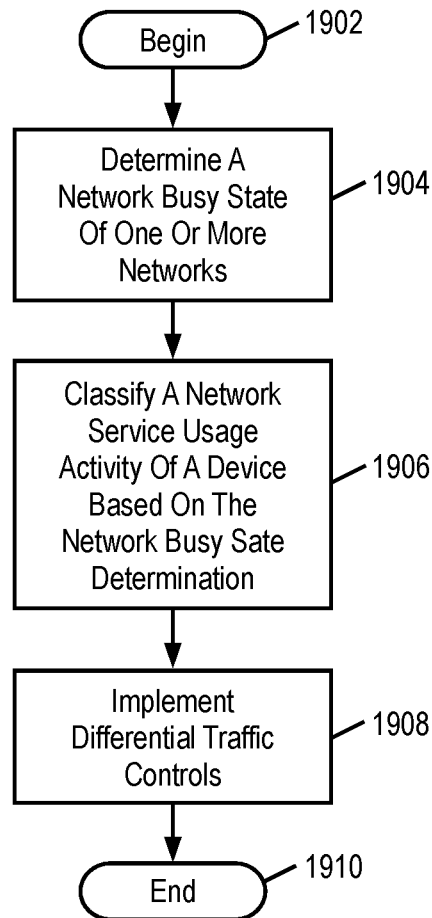 Begin
1902
Determine A
Network Busy State
Of One Or More
Networks
1904
Classify A Network
Service Usage
Activity Of A Device
Based On The
Network Busy Sate
Determination
1906
Implement
Differential Traffic
Controls
1908
End
1910